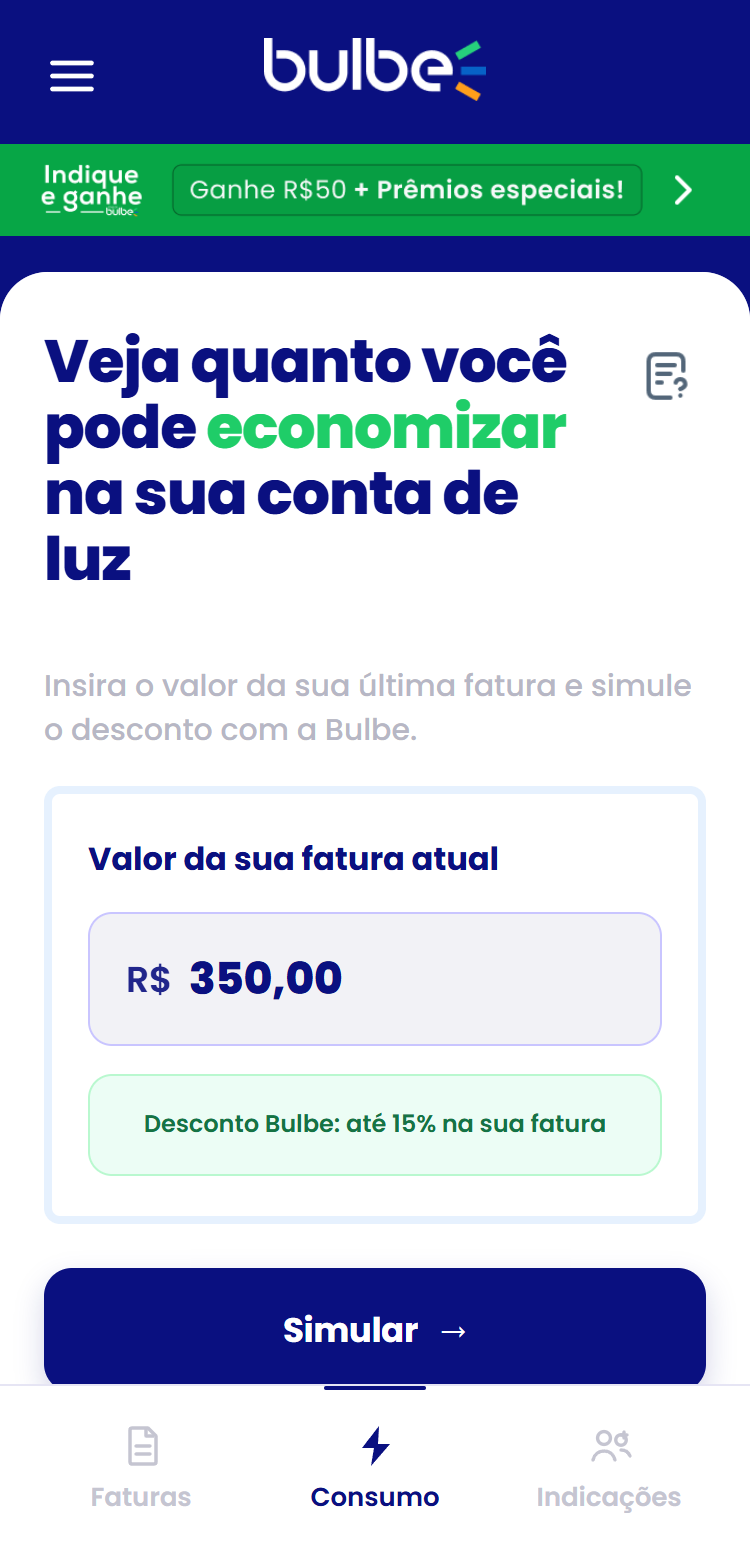 bulbe
Indique
e ganhe
bulbe
Ganhe R$50 + Prêmios especiais!
Veja quanto você
pode economizar
na sua conta de
luz
Insira o valor da sua última fatura e simule
o desconto com a Bulbe.
Valor da sua fatura atual
R$ 350,00
Desconto Bulbe: até 15% na sua fatura
Simular →
Faturas
Consumo
Indicações